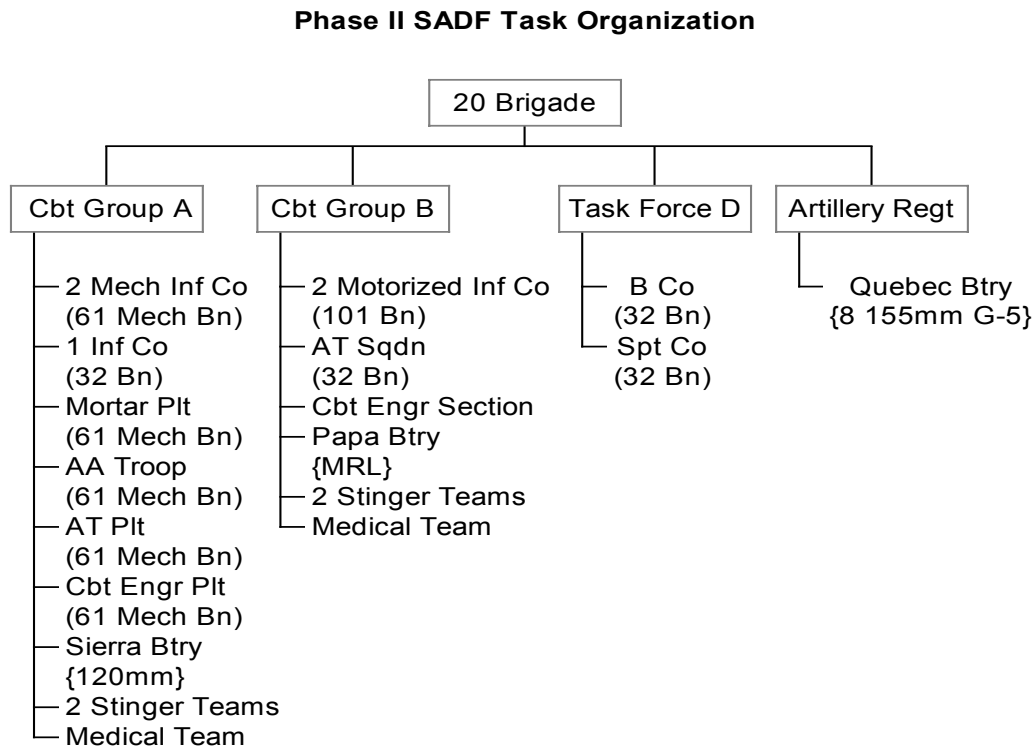 Phase II SADF Task Organization
20 Brigade
Cbt Group A
Cbt Group B
Task Force D
Artillery Regt
2 Mech Inf Co
(61 Mech Bn)
1 Inf Co
(32 Bn)
Mortar Plt
(61 Mech Bn)
AA Troop
(61 Mech Bn)
AT Plt
(61 Mech Bn)
Cbt Engr Plt
(61 Mech Bn)
Sierra Btry
{120mm}
2 Stinger Teams
Medical Team
2 Motorized Inf Co
(101 Bn)
AT Sqdn
(32 Bn)
Cbt Engr Section
Papa Btry
{MRL}
2 Stinger Teams
Medical Team
B Co
(32 Bn)
Spt Co
(32 Bn)
Quebec Btry
{8 155mm G-5}